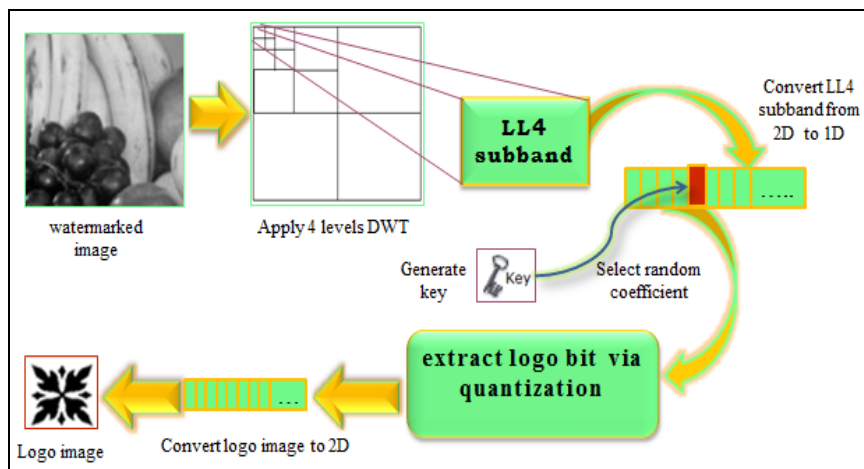 watermarked
image
Apply 4 levels DWT
LL4
subband
Convert LL4
subband from
2D to 1D
.....
Generate
key
Key
Select random
coefficient
extract logo bit via
quantization
...
Logo image
Convert logo image to 2D